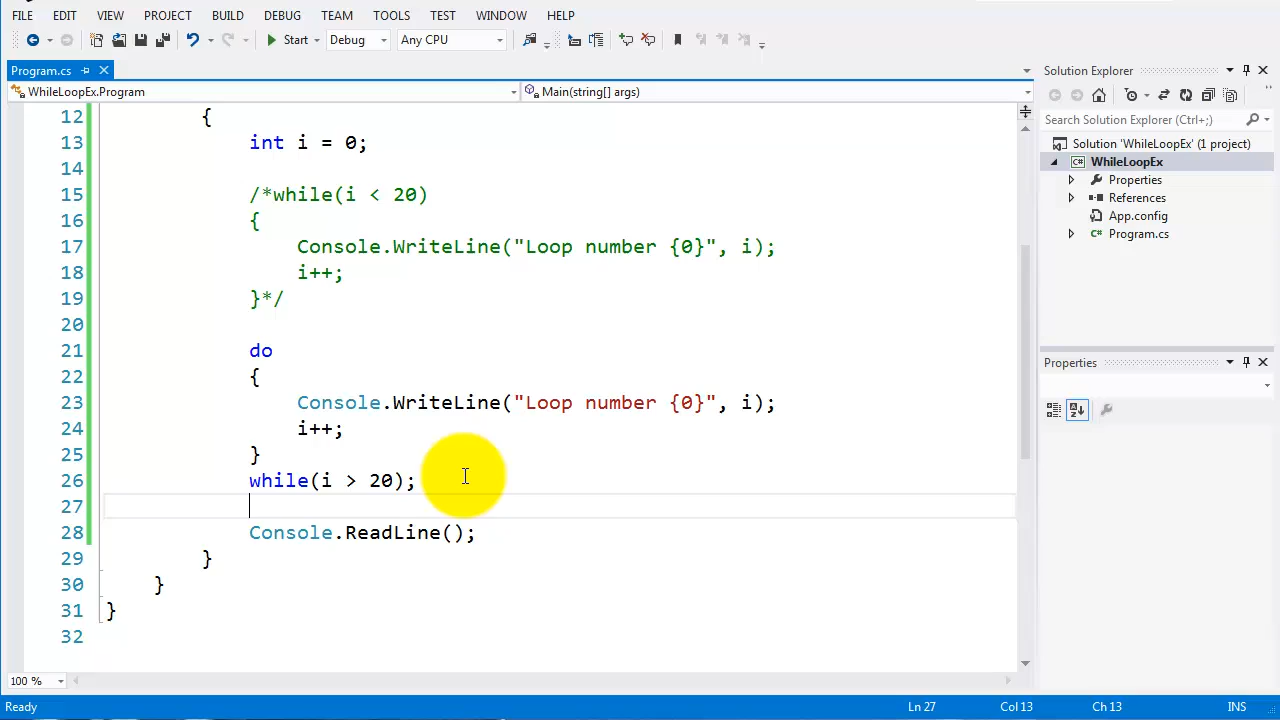 FILE EDIT VIEW PROJECT BUILD DEBUG TEAM TOOLS TEST WINDOW HELP
Start Debug Any CPU
Program.cs
WhileLoopEx.Program Main(string[] args)
12 {
13 int i = 0;
14
15 /*while(i < 20)
16 {
17 Console.WriteLine("Loop number {0}", i);
18 i++;
19 }*/
20
21 do
22 {
23 Console.WriteLine("Loop number {0}", i);
24 i++;
25 }
26 while(i > 20);
27
28 Console.ReadLine();
29 }
30 }
31 }
32
100 %
Solution Explorer
Search Solution Explorer (Ctrl+;)
Solution 'WhileLoopEx' (1 project)
C# WhileLoopEx
Properties
References
App.config
C# Program.cs
Properties
Ready Ln 27 Col 13 Ch 13 INS